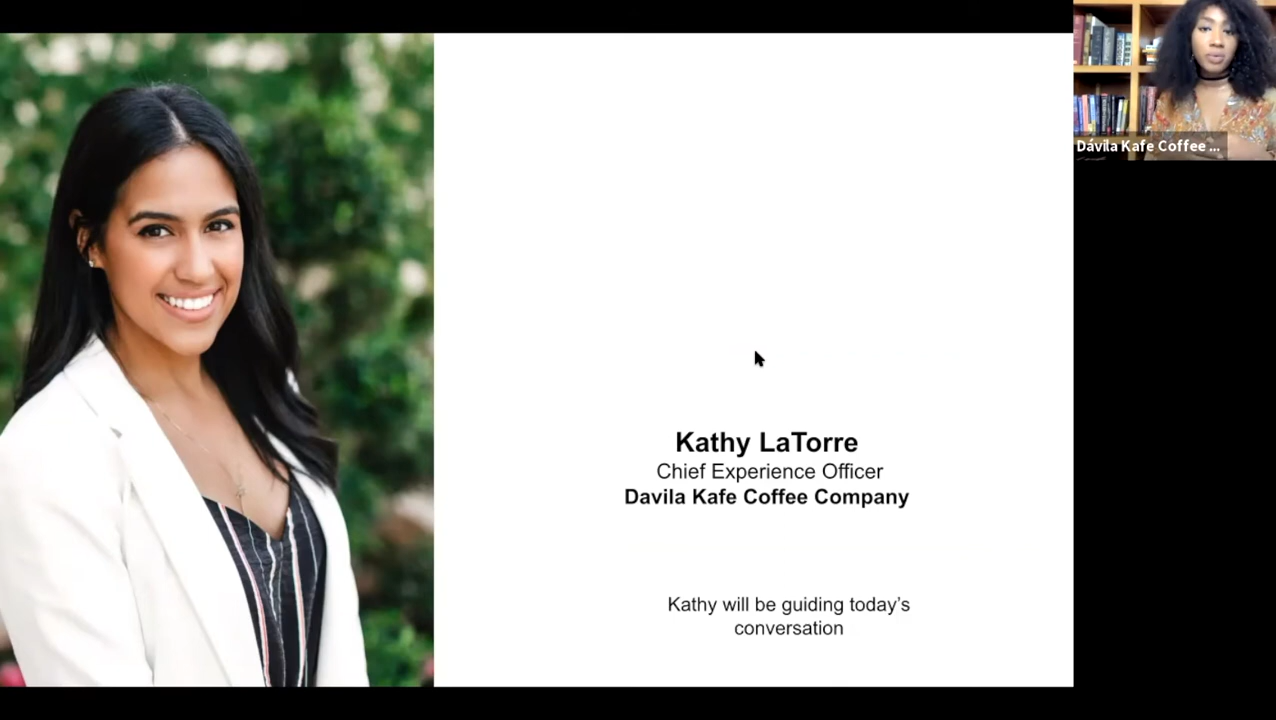 Dávila Kafe Coffee ...
Kathy LaTorre
Chief Experience Officer
Davila Kafe Coffee Company
Kathy will be guiding today's
conversation